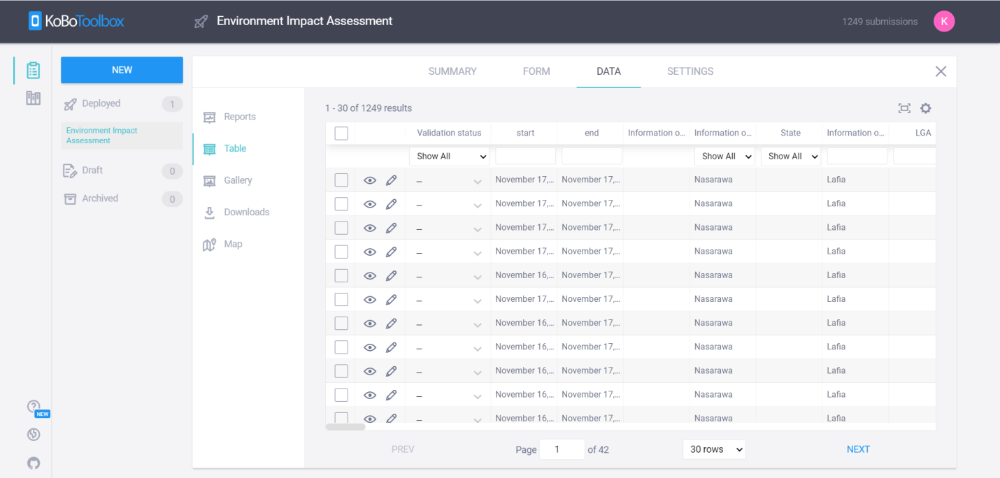 KoBoToolbox
Environment Impact Assessment
1249 submissions
K
NEW
Deployed 1
Environment Impact
Assessment
Draft 0
Archived 0
NEW
SUMMARY FORM DATA SETTINGS
Reports
Table
Gallery
Downloads
Map
1 - 30 of 1249 results
Validation status start end Information o... Information o... State Information o... LGA
Show All Show All Show All
– November 17,... November 17,... Nasarawa Lafia
– November 17,... November 17,... Nasarawa Lafia
– November 17,... November 17,... Nasarawa Lafia
– November 17,... November 17,... Nasarawa Lafia
– November 16,... November 17,... Nasarawa Lafia
– November 17,... November 17,... Nasarawa Lafia
– November 16,... November 17,... Nasarawa Lafia
– November 16,... November 17,... Nasarawa Lafia
– November 16,... November 17,... Nasarawa Lafia
– November 16,... November 17,... Nasarawa Lafia
– November 16,... November 17,... Nasarawa Lafia
PREV Page 1 of 42 30 rows NEXT